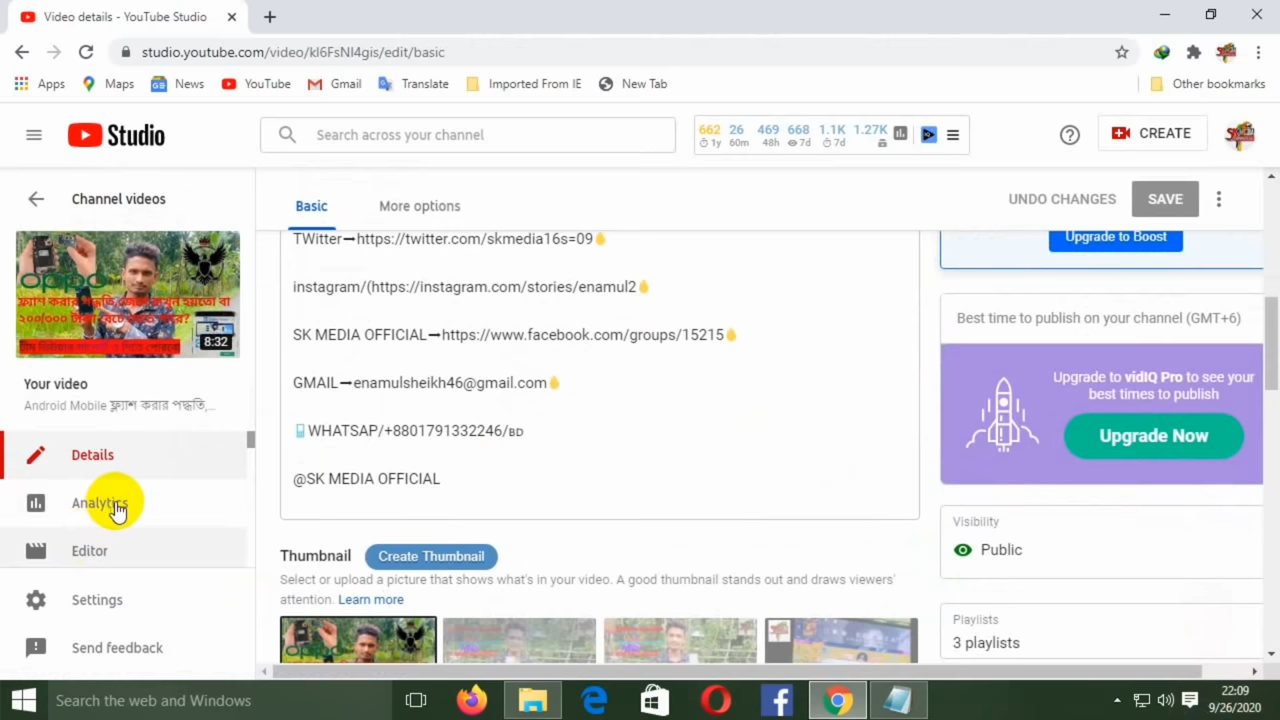 Video details - YouTube Studio
studio.youtube.com/video/kl6FsNl4gis/edit/basic
Apps Maps News YouTube Gmail Translate Imported From IE New Tab Other bookmarks
Studio
Search across your channel
662 26 469 668 1.1K 1.27K
1y 60m 48h 7d 7d
CREATE
Channel videos
Basic More options UNDO CHANGES SAVE
oppo
ফ্ল্যাশ করার পদ্ধতি
২০০/৩০০ টাকা
8:32
Your video
Android Mobile ফ্ল্যাশ করার পদ্ধতি,...
Details
Analytics
Editor
Settings
Send feedback
TWitter➞https://twitter.com/skmedia16s=09
instagram/(https://instagram.com/stories/enamul2
SK MEDIA OFFICIAL➞https://www.facebook.com/groups/15215
GMAIL➞enamulsheikh46@gmail.com
WHATSAP/+8801791332246/BD
@SK MEDIA OFFICIAL
Thumbnail Create Thumbnail
Select or upload a picture that shows what's in your video. A good thumbnail stands out and draws viewers'
attention. Learn more
Upgrade to Boost
Best time to publish on your channel (GMT+6)
Upgrade to vidIQ Pro to see your
best times to publish
Upgrade Now
Visibility
Public
Playlists
3 playlists
Search the web and Windows
22:09
9/26/2020